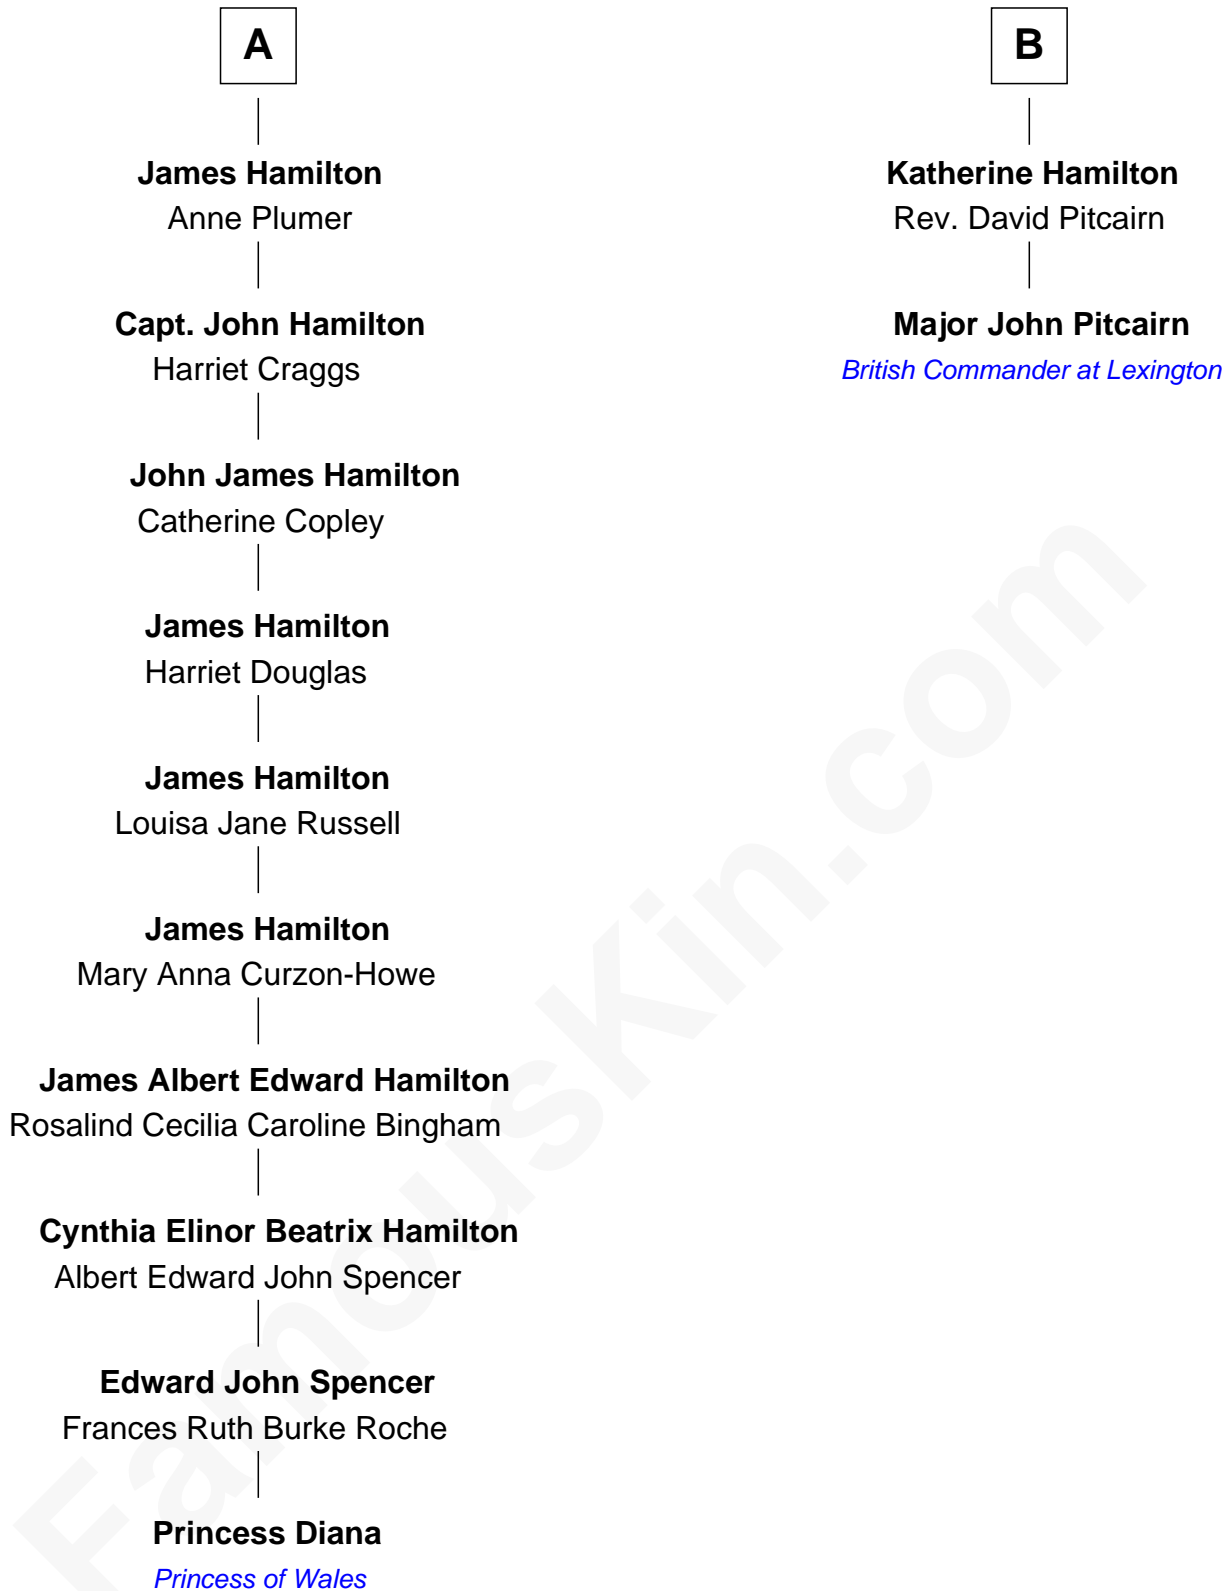 A
James Hamilton
Anne Plumer
Capt. John Hamilton
Harriet Craggs
John James Hamilton
Catherine Copley
James Hamilton
Harriet Douglas
James Hamilton
Louisa Jane Russell
James Hamilton
Mary Anna Curzon-Howe
James Albert Edward Hamilton
Rosalind Cecilia Caroline Bingham
Cynthia Elinor Beatrix Hamilton
Albert Edward John Spencer
Edward John Spencer
Frances Ruth Burke Roche
Princess Diana
Princess of Wales
B
Katherine Hamilton
Rev. David Pitcairn
Major John Pitcairn
British Commander at Lexington
FamousKin.com